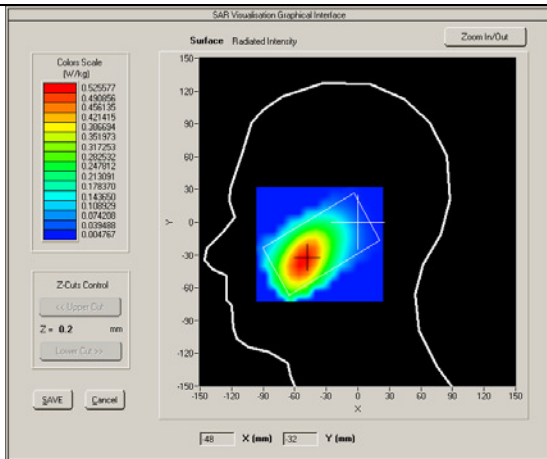 SAR Visualisation Graphical Interface
Surface Radiated Intensity
Zoom In/Out
Colors Scale
(W/kg)
0.525577
0.490856
0.456135
0.421415
0.386694
0.351973
0.317253
0.282532
0.247812
0.213091
0.178370
0.143650
0.108929
0.074208
0.039488
0.004767
Z-Cuts Control
<< Upper Cut
Z = 0.2 mm
Lower Cut >>
SAVE Cancel
150
120
90
60
30
0
-30
-60
-90
-120
-150
Y
-150 -120 -90 -60 -30 0 30 60 90 120 150
X
-48 X (mm) -32 Y (mm)